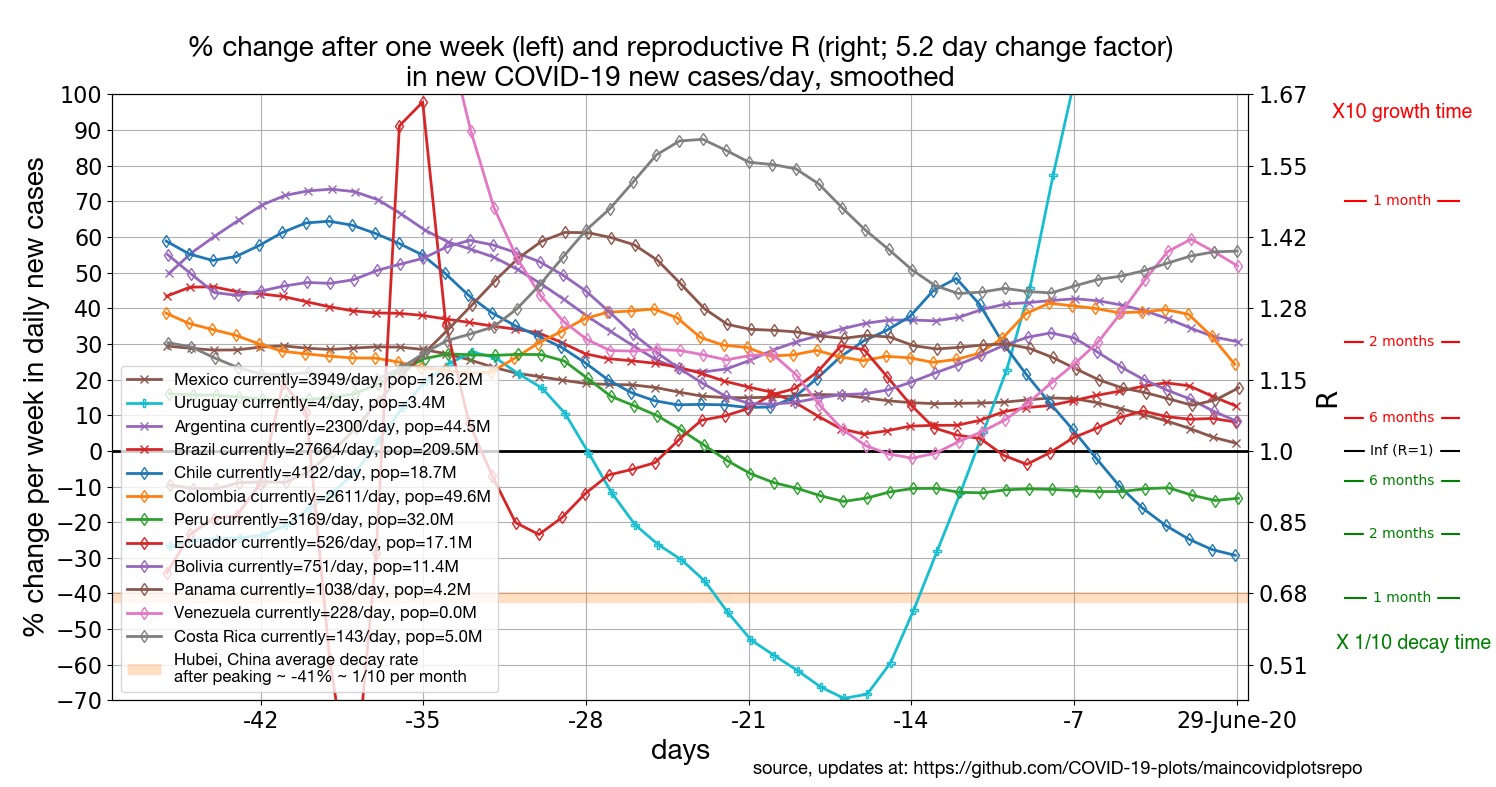 % change after one week (left) and reproductive R (right; 5.2 day change factor)
in new COVID-19 new cases/day, smoothed
% change per week in daily new cases
100
90
80
70
60
50
40
30
20
10
0
−10
−20
−30
−40
−50
−60
−70
Mexico currently=3949/day, pop=126.2M
Uruguay currently=4/day, pop=3.4M
Argentina currently=2300/day, pop=44.5M
Brazil currently=27664/day, pop=209.5M
Chile currently=4122/day, pop=18.7M
Colombia currently=2611/day, pop=49.6M
Peru currently=3169/day, pop=32.0M
Ecuador currently=526/day, pop=17.1M
Bolivia currently=751/day, pop=11.4M
Panama currently=1038/day, pop=4.2M
Venezuela currently=228/day, pop=0.0M
Costa Rica currently=143/day, pop=5.0M
Hubei, China average decay rate
after peaking ~ -41% ~ 1/10 per month
-42
-35
-28
-21
-14
-7
29-June-20
days
1.67
1.55
1.42
1.28
1.15
1.0
0.85
0.68
0.51
R
X10 growth time
1 month
2 months
6 months
Inf (R=1)
6 months
2 months
1 month
X 1/10 decay time
source, updates at: https://github.com/COVID-19-plots/maincovidplotsrepo